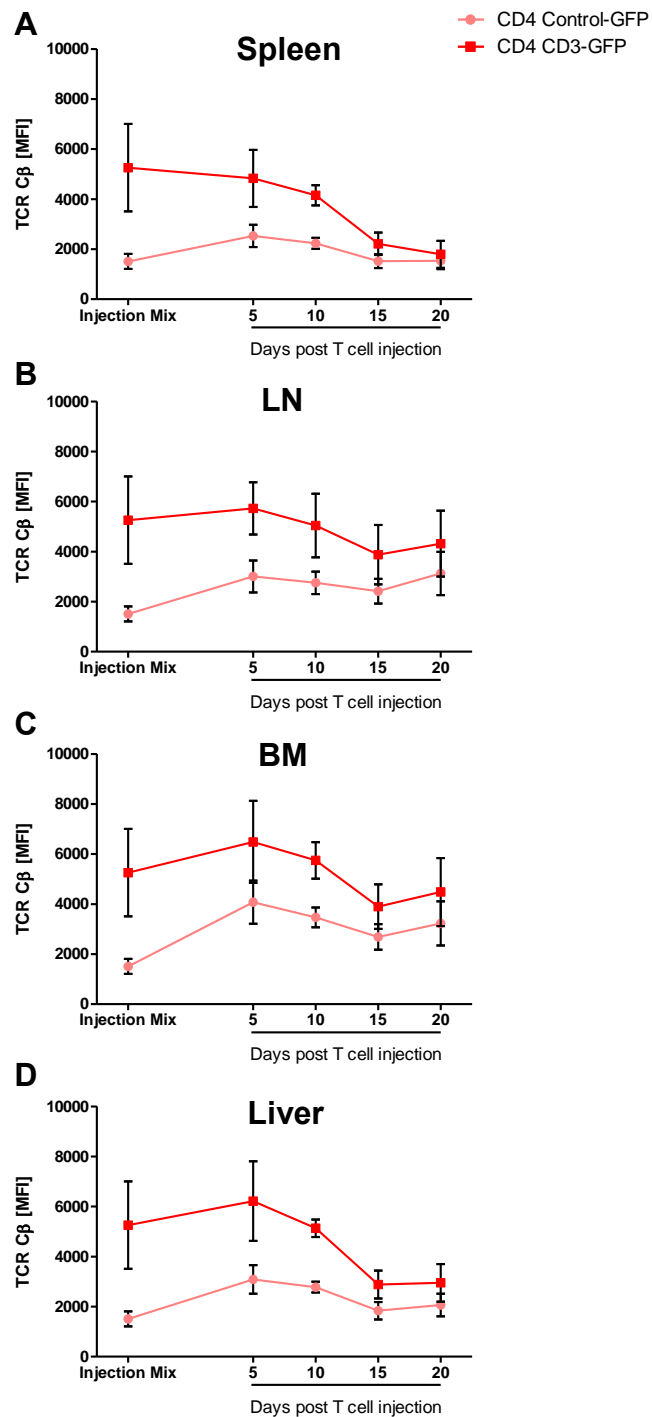 CD4 Control-GFP
CD4 CD3-GFP
A
Spleen
10000
8000
6000
4000
2000
0
TCR Cβ [MFI]
Injection Mix 5 10 15 20
Days post T cell injection
B
LN
10000
8000
6000
4000
2000
0
TCR Cβ [MFI]
Injection Mix 5 10 15 20
Days post T cell injection
C
BM
10000
8000
6000
4000
2000
0
TCR Cβ [MFI]
Injection Mix 5 10 15 20
Days post T cell injection
D
Liver
10000
8000
6000
4000
2000
0
TCR Cβ [MFI]
Injection Mix 5 10 15 20
Days post T cell injection